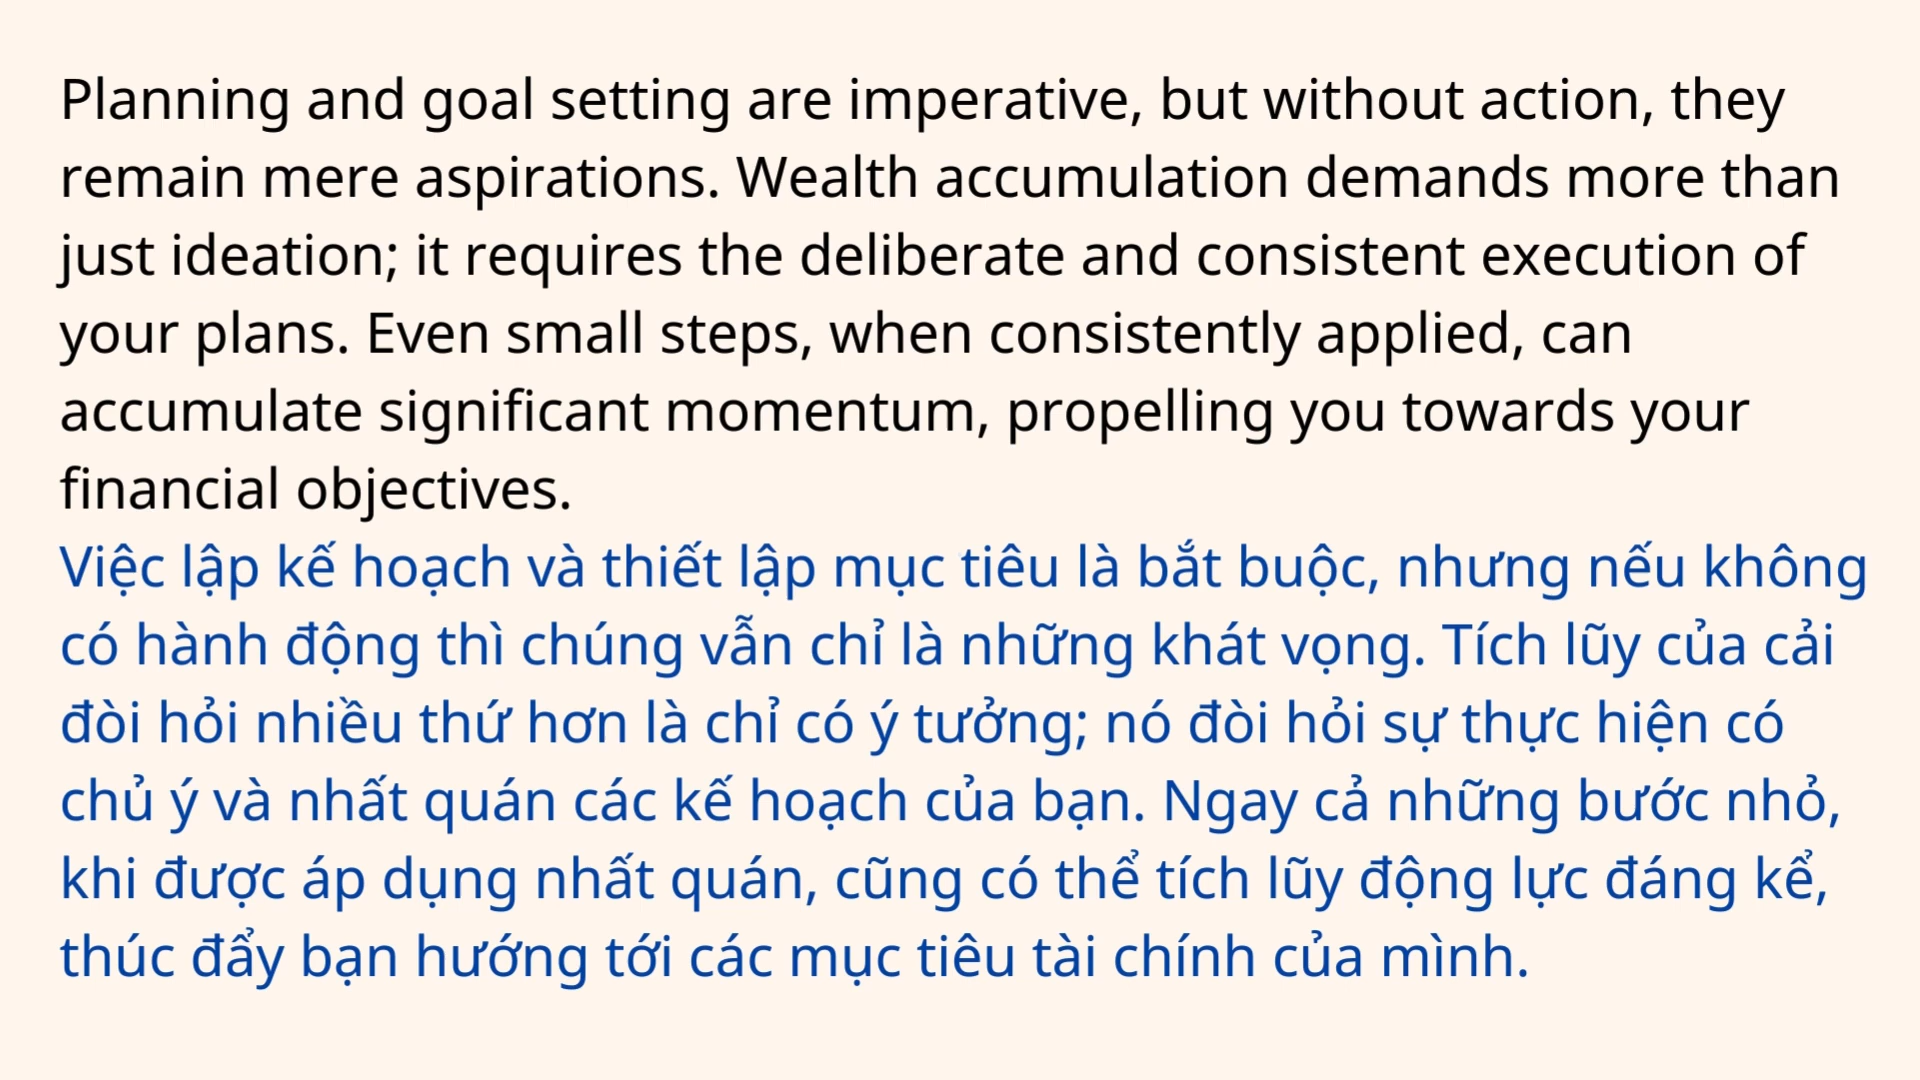 Planning and goal setting are imperative, but without action, they
remain mere aspirations. Wealth accumulation demands more than
just ideation; it requires the deliberate and consistent execution of
your plans. Even small steps, when consistently applied, can
accumulate significant momentum, propelling you towards your
financial objectives.
Việc lập kế hoạch và thiết lập mục tiêu là bắt buộc, nhưng nếu không
có hành động thì chúng vẫn chỉ là những khát vọng. Tích lũy của cải
đòi hỏi nhiều thứ hơn là chỉ có ý tưởng; nó đòi hỏi sự thực hiện có
chủ ý và nhất quán các kế hoạch của bạn. Ngay cả những bước nhỏ,
khi được áp dụng nhất quán, cũng có thể tích lũy động lực đáng kể,
thúc đẩy bạn hướng tới các mục tiêu tài chính của mình.